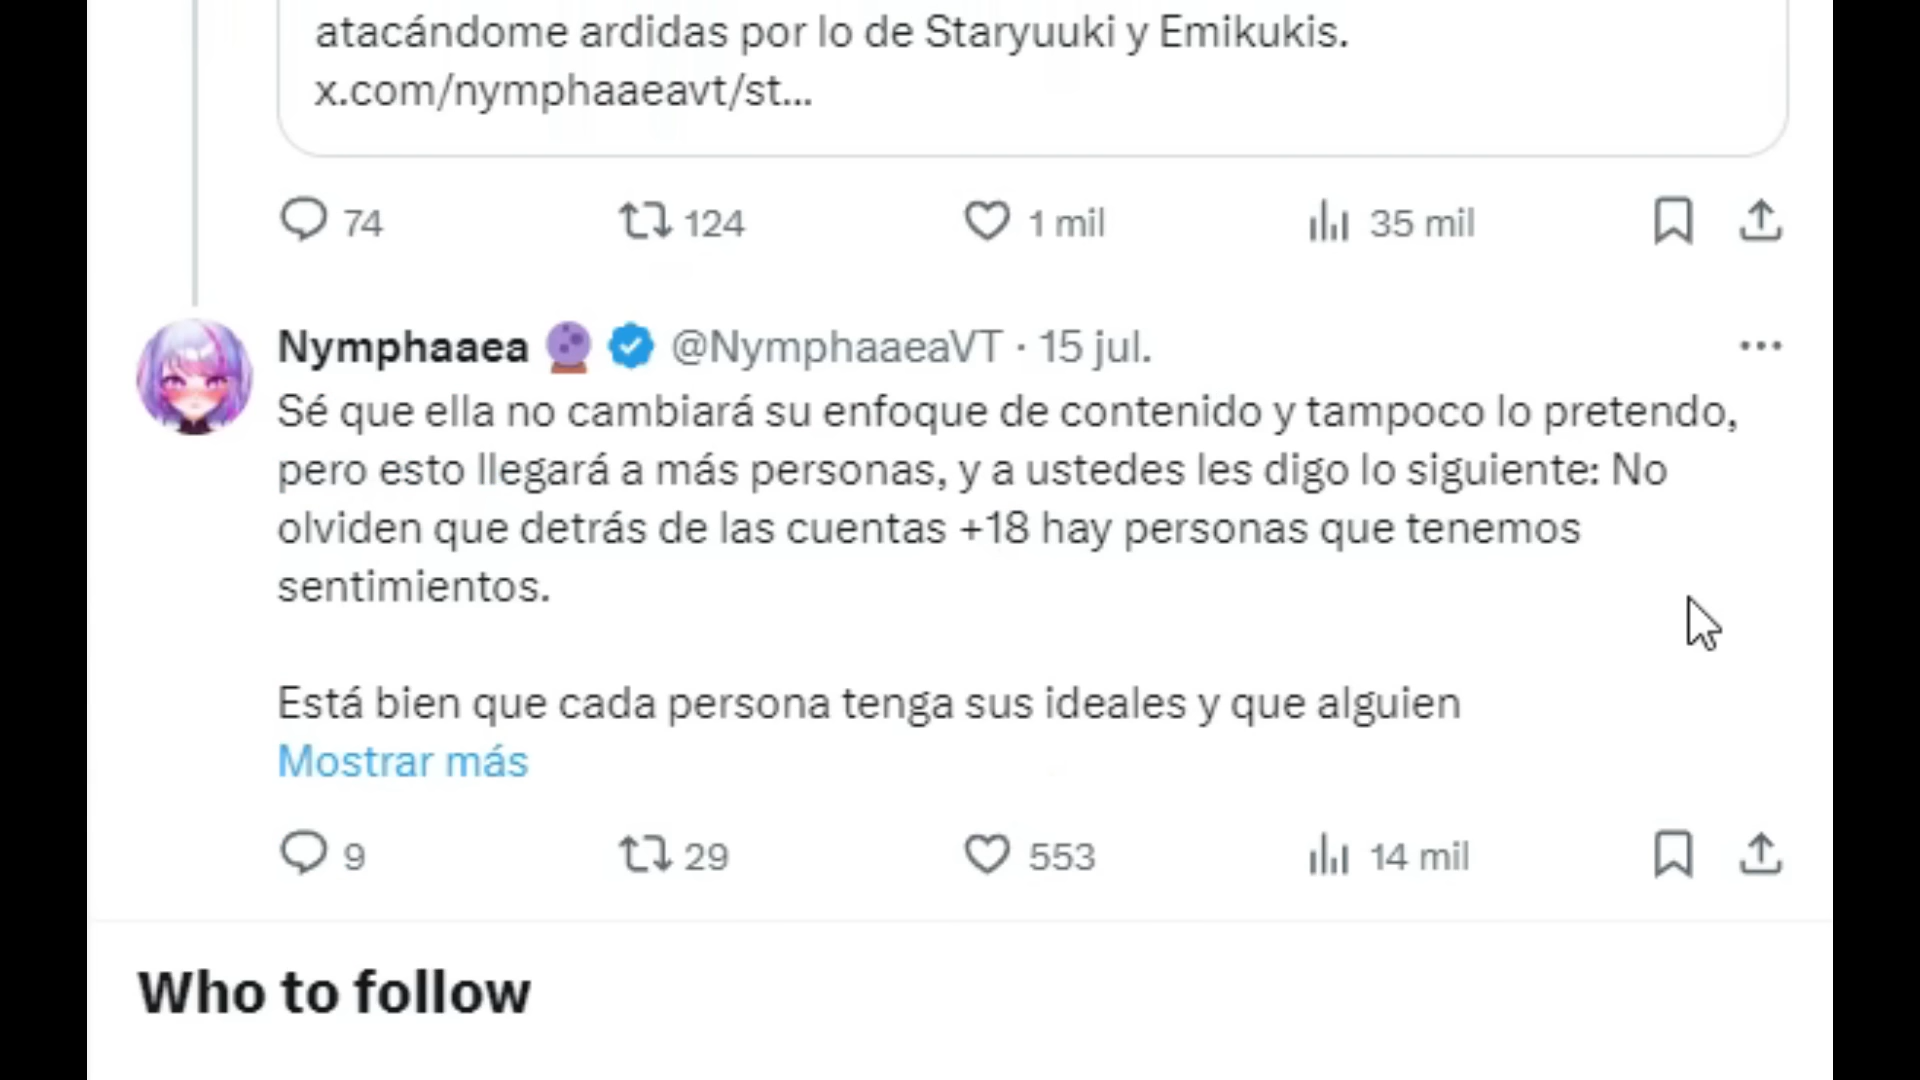 atacándome ardidas por lo de Staryuuki y Emikukis.
x.com/nymphaaeavt/st...
74 124 1 mil 35 mil
Nymphaaea @NymphaaeaVT · 15 jul.
Sé que ella no cambiará su enfoque de contenido y tampoco lo pretendo,
pero esto llegará a más personas, y a ustedes les digo lo siguiente: No
olviden que detrás de las cuentas +18 hay personas que tenemos
sentimientos.
Está bien que cada persona tenga sus ideales y que alguien
Mostrar más
9 29 553 14 mil
Who to follow